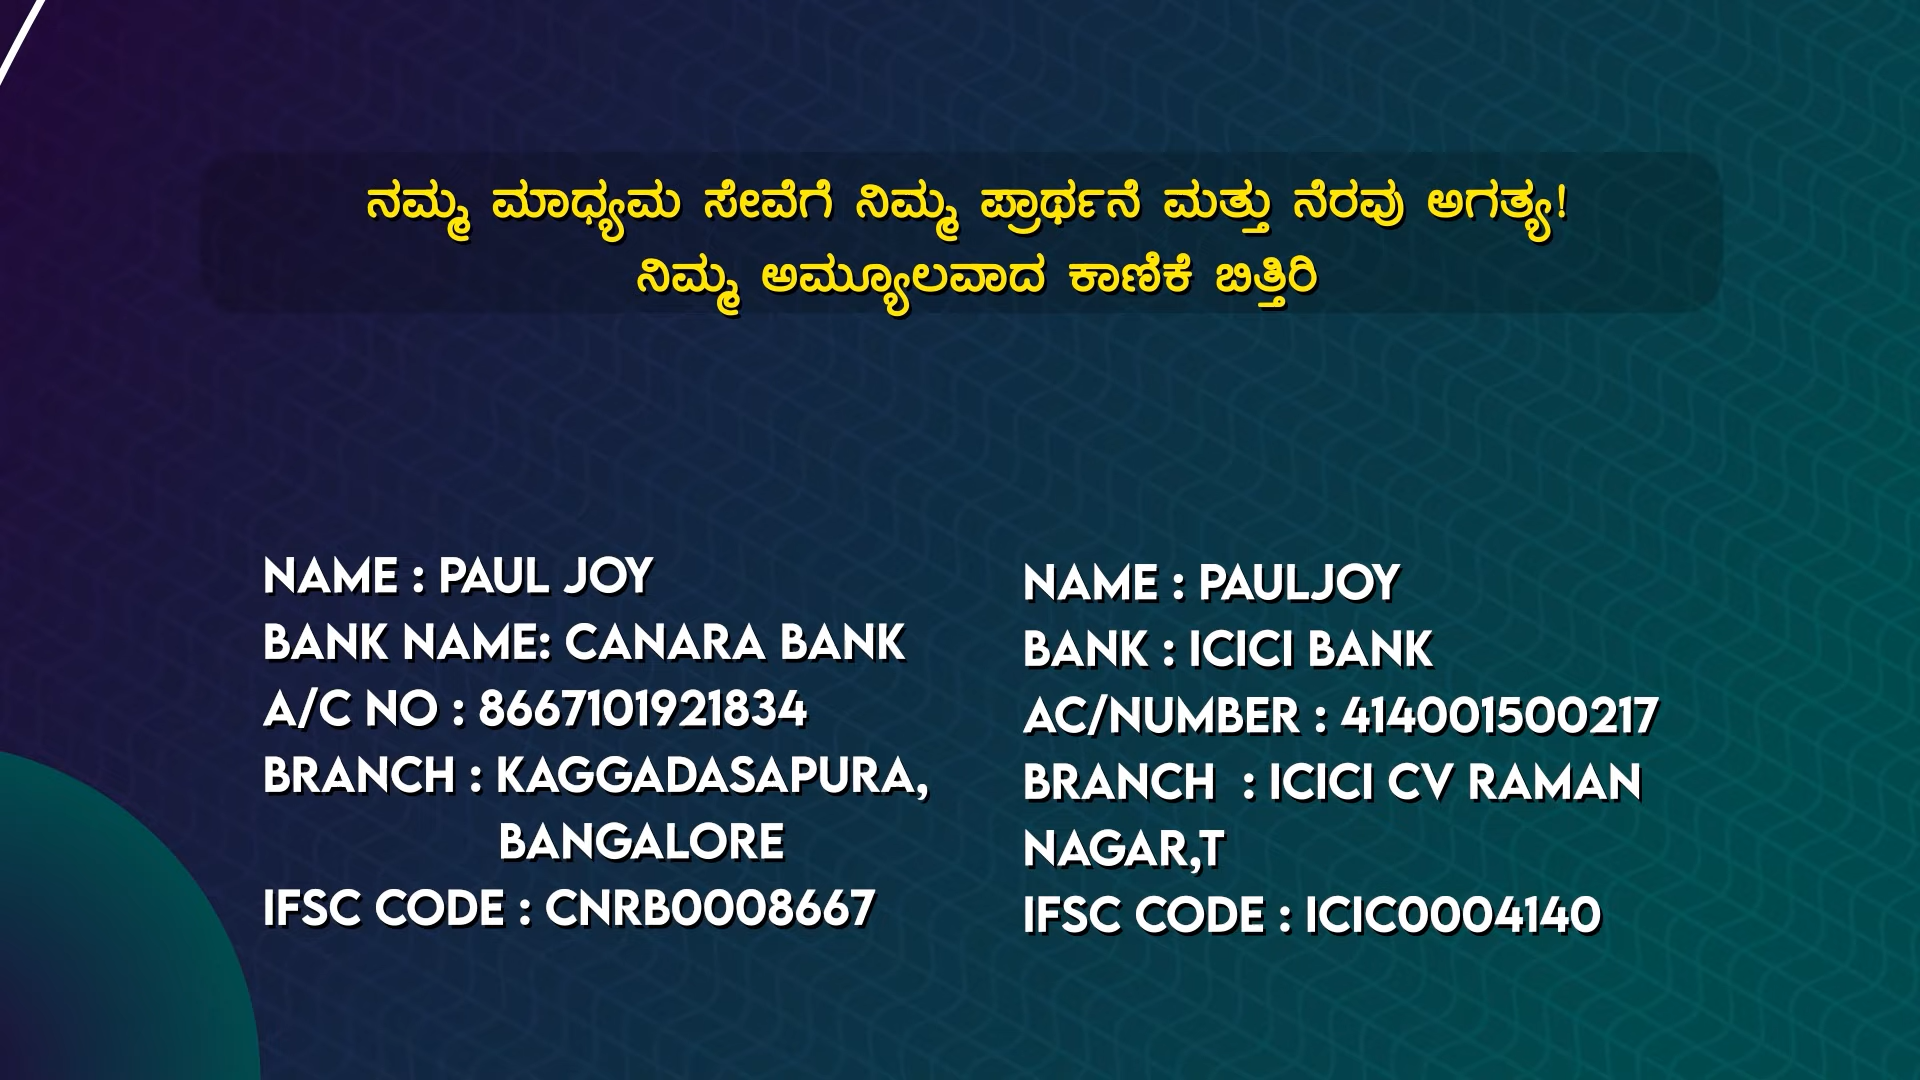 ನಮ್ಮ ಮಾಧ್ಯಮ ಸೇವೆಗೆ ನಿಮ್ಮ ಪ್ರಾರ್ಥನೆ ಮತ್ತು ನೆರವು ಅಗತ್ಯ!
ನಿಮ್ಮ ಅಮ್ಯೂಲವಾದ ಕಾಣಿಕೆ ಬಿತ್ತಿರಿ
NAME : PAUL JOY
BANK NAME: CANARA BANK
A/C NO : 8667101921834
BRANCH : KAGGADASAPURA,
BANGALORE
IFSC CODE : CNRB0008667
NAME : PAULJOY
BANK : ICICI BANK
AC/NUMBER : 414001500217
BRANCH : ICICI CV RAMAN
NAGAR,T
IFSC CODE : ICIC0004140